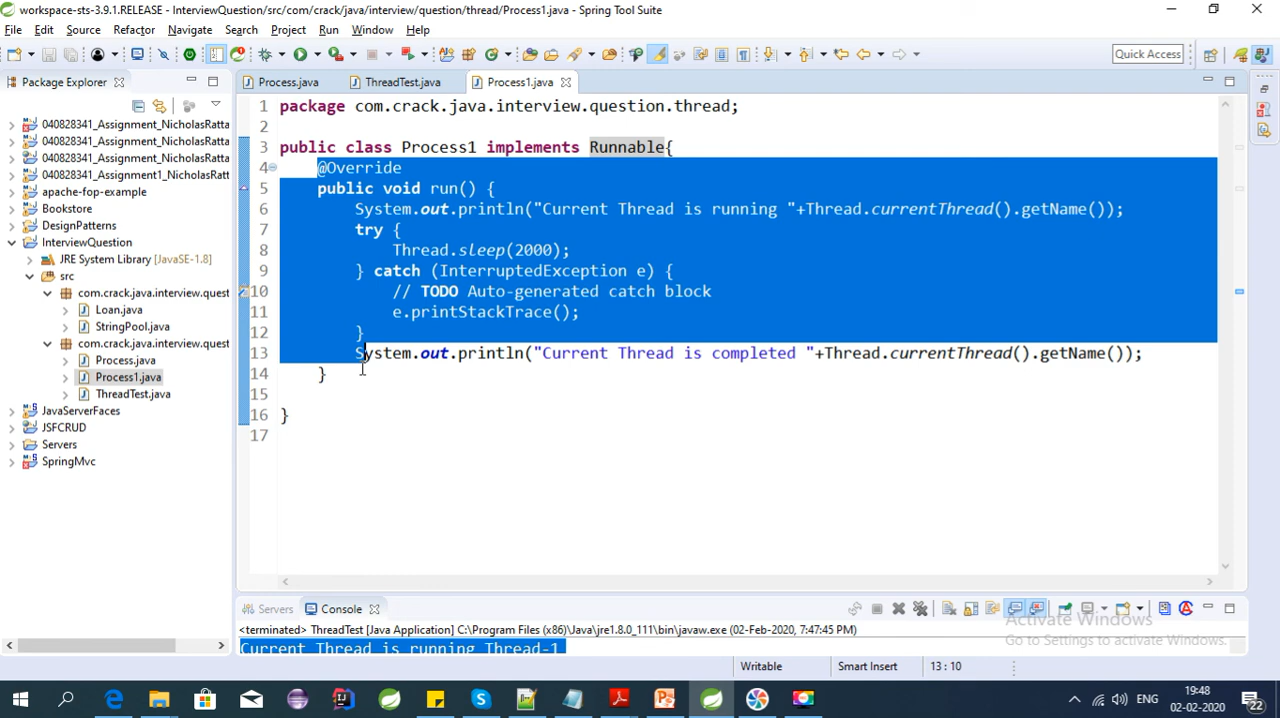 workspace-sts-3.9.1.RELEASE - InterviewQuestion/src/com/crack/java/interview/question/thread/Process1.java - Spring Tool Suite
File Edit Source Refactor Navigate Search Project Run Window Help
Quick Access
Package Explorer
040828341_Assignment_NicholasRatta
040828341_Assignment_NicholasRatta
040828341_Assignment_NicholasRatta
040828341_Assignment1_NicholasRatta
apache-fop-example
Bookstore
DesignPatterns
InterviewQuestion
JRE System Library [JavaSE-1.8]
src
com.crack.java.interview.quest
Loan.java
StringPool.java
com.crack.java.interview.quest
Process.java
Process1.java
ThreadTest.java
JavaServerFaces
JSFCRUD
Servers
SpringMvc
Process.java ThreadTest.java Process1.java
1 package com.crack.java.interview.question.thread;
2
3 public class Process1 implements Runnable{
4 @Override
5 public void run() {
6 System.out.println("Current Thread is running "+Thread.currentThread().getName());
7 try {
8 Thread.sleep(2000);
9 } catch (InterruptedException e) {
10 // TODO Auto-generated catch block
11 e.printStackTrace();
12 }
13 System.out.println("Current Thread is completed "+Thread.currentThread().getName());
14 }
15
16 }
17
Servers Console
<terminated> ThreadTest [Java Application] C:\Program Files (x86)\Java\jre1.8.0_111\bin\javaw.exe (02-Feb-2020, 7:47:45 PM)
Current Thread is running Thread-1
Activate Windows
Go to Settings to activate Windows.
Writable Smart Insert 13 : 10
ENG 19:48
02-02-2020
22